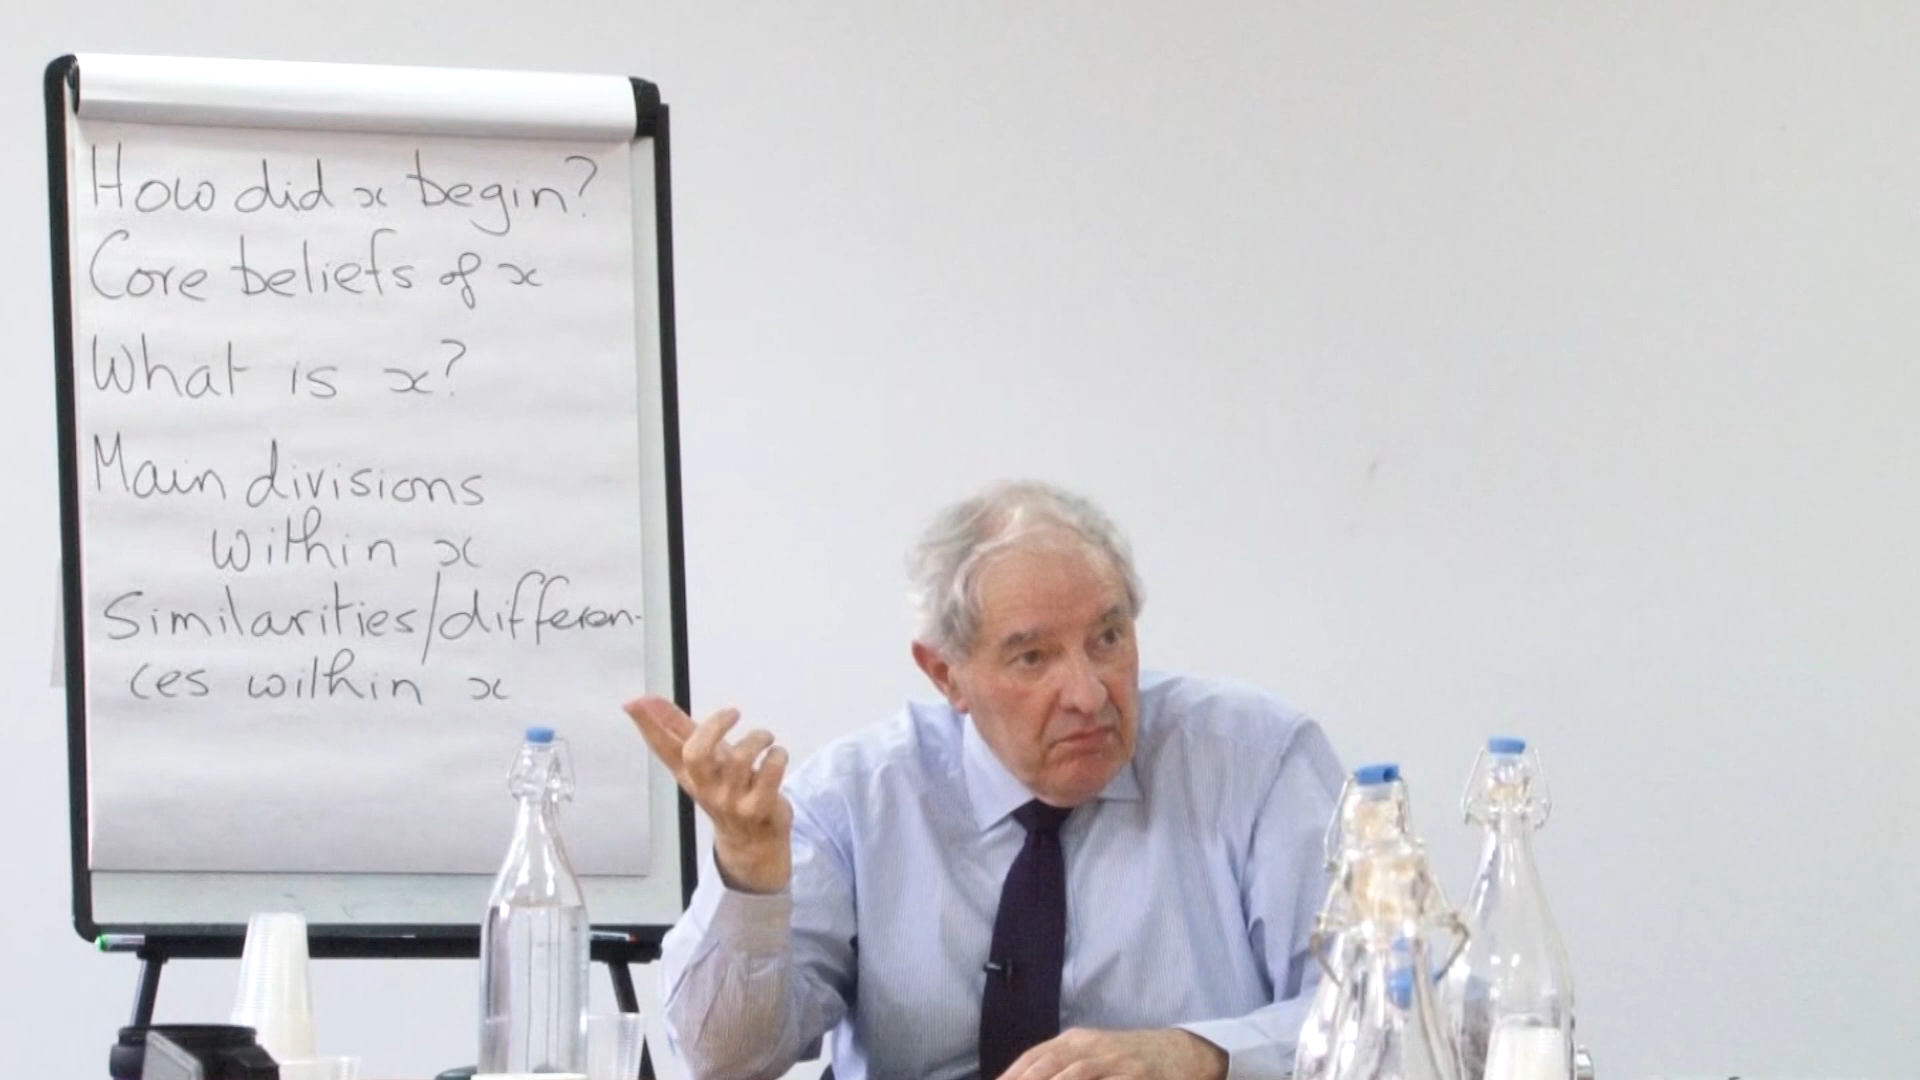 How did x begin?
Core beliefs of x
What is x?
Main divisions
within x
Similarities/differen-
ces within x